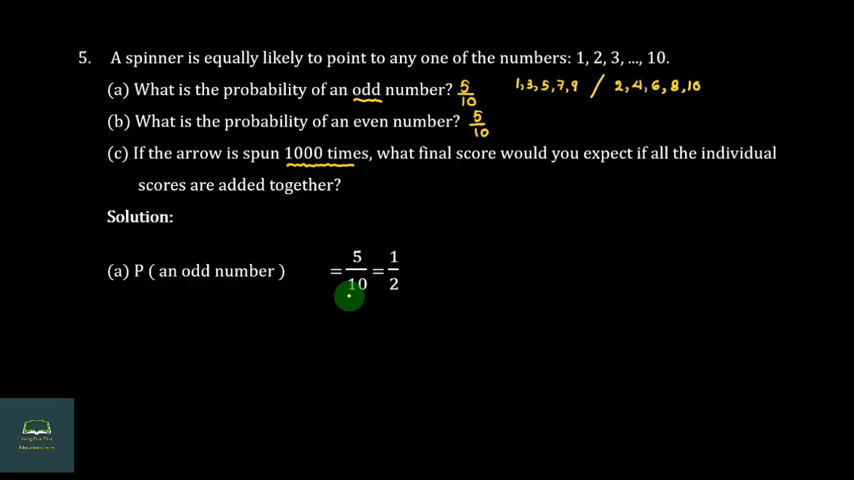 5. A spinner is equally likely to point to any one of the numbers: 1, 2, 3, ..., 10.
(a) What is the probability of an odd number? 5/10 1,3,5,7,9 / 2,4,6,8,10
(b) What is the probability of an even number? 5/10
(c) If the arrow is spun 1000 times, what final score would you expect if all the individual
scores are added together?
Solution:
(a) P ( an odd number ) = 5/10 = 1/2